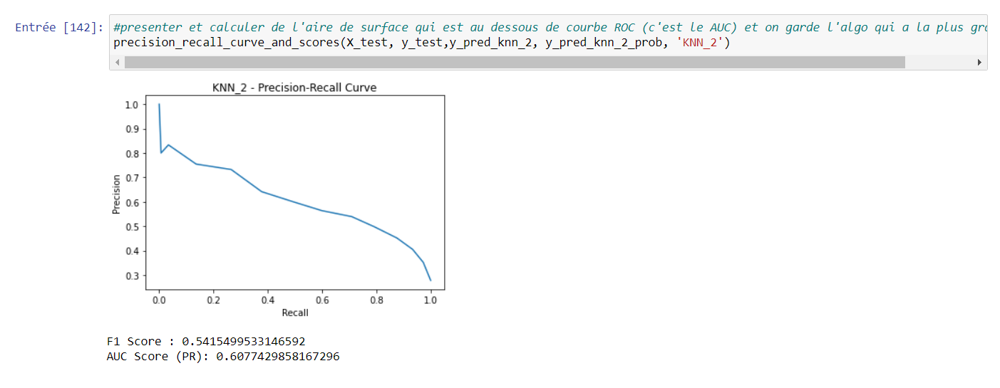 Entrée [142]: #presenter et calculer de l'aire de surface qui est au dessous de courbe ROC (c'est le AUC) et on garde l'algo qui a la plus
precision_recall_curve_and_scores(X_test, y_test,y_pred_knn_2, y_pred_knn_2_prob, 'KNN_2')
KNN_2 - Precision-Recall Curve
1.0
0.9
0.8
0.7
0.6
0.5
0.4
0.3
Precision
0.0 0.2 0.4 0.6 0.8 1.0
Recall
F1 Score : 0.5415499533146592
AUC Score (PR): 0.6077429858167296